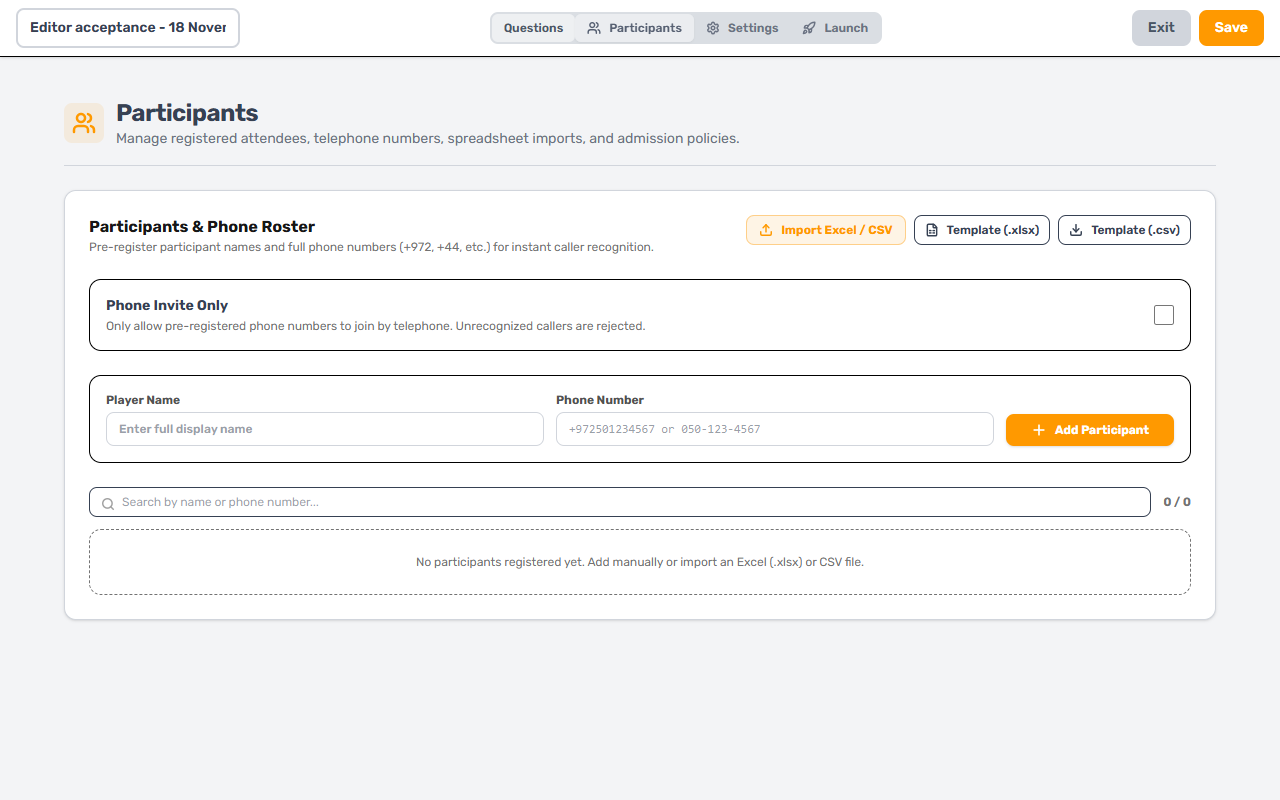 Editor acceptance - 18 Nover
Questions
Participants
Settings
Launch
Exit
Save
Participants
Manage registered attendees, telephone numbers, spreadsheet imports, and admission policies.
Participants & Phone Roster
Pre-register participant names and full phone numbers (+972, +44, etc.) for instant caller recognition.
Import Excel / CSV
Template (.xlsx)
Template (.csv)
Phone Invite Only
Only allow pre-registered phone numbers to join by telephone. Unrecognized callers are rejected.
Player Name
Phone Number
Enter full display name
+972501234567 or 050-123-4567
Add Participant
Search by name or phone number...
0 / 0
No participants registered yet. Add manually or import an Excel (.xlsx) or CSV file.